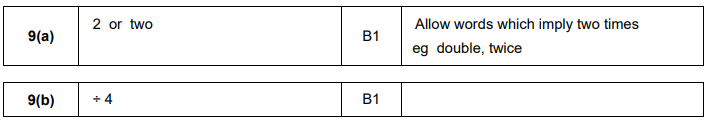 9(a) 2 or two B1 Allow words which imply two times
eg double, twice
9(b) ÷ 4 B1